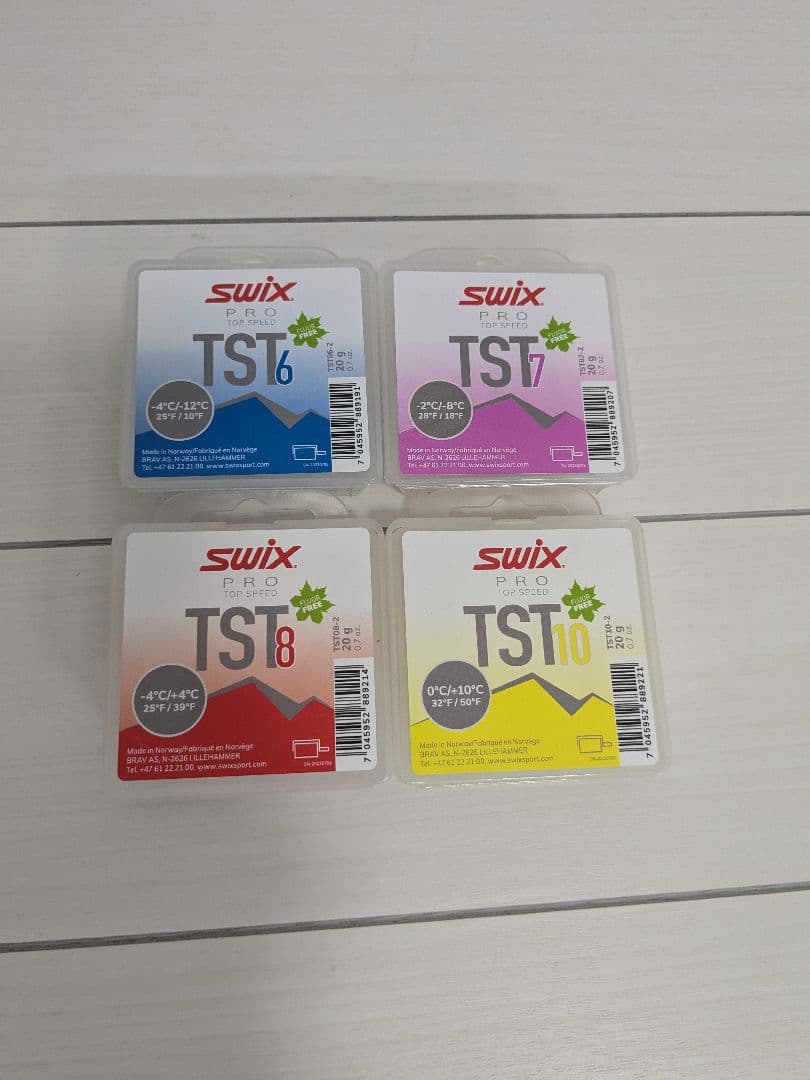 SWIX
PRO
TOP SPEED
FLUOR
FREE
TST6
-4°C/-12°C
25°F / 10°F
Made in Norway/Fabriqué en Norvège
BRAV AS, N-2626 LILLEHAMMER
Tel. +47 61 22 21 00  www.swixsport.com
TST06-2
20 g
0.7 oz.
7 045952 889191
SWIX
PRO
TOP SPEED
FLUOR
FREE
TST7
-2°C/-8°C
28°F / 18°F
Made in Norway/Fabriqué en Norvège
BRAV AS, N-2626 LILLEHAMMER
Tel. +47 61 22 21 00. www.swixsport.com
TST07-2
20 g
0.7 oz.
7 045952 889207
SWIX
PRO
TOP SPEED
FLUOR
FREE
TST8
-4°C/+4°C
25°F / 39°F
Made in Norway/Fabriqué en Norvège
BRAV AS, N-2626 LILLEHAMMER
Tel. +47 61 22 21 00. www.swixsport.com
TST08-2
20 g
0.7 oz.
7 045952 889214
SWIX
PRO
TOP SPEED
FLUOR
FREE
TST10
0°C/+10°C
32°F / 50°F
Made in Norway/Fabriqué en Norvège
BRAV AS, N-2626 LILLEHAMMER
Tel. +47 61 22 21 00. www.swixsport.com
TST10-2
20 g
0.7 oz.
7 045952 889221